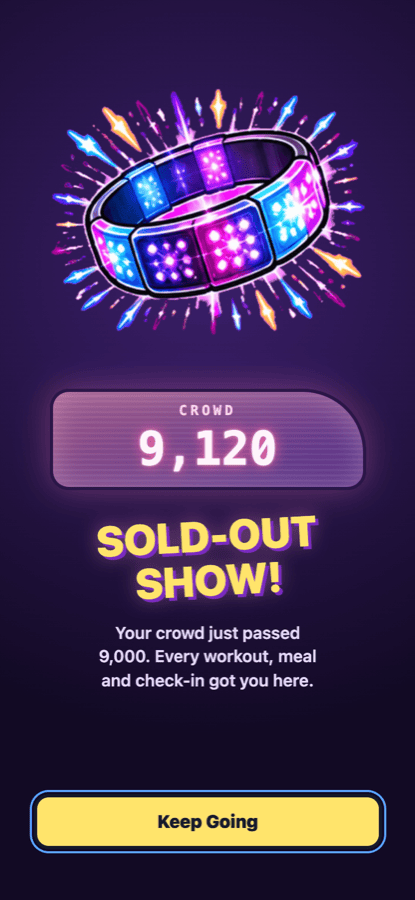 CROWD
9,120
SOLD-OUT
SHOW!
Your crowd just passed
9,000. Every workout, meal
and check-in got you here.
Keep Going